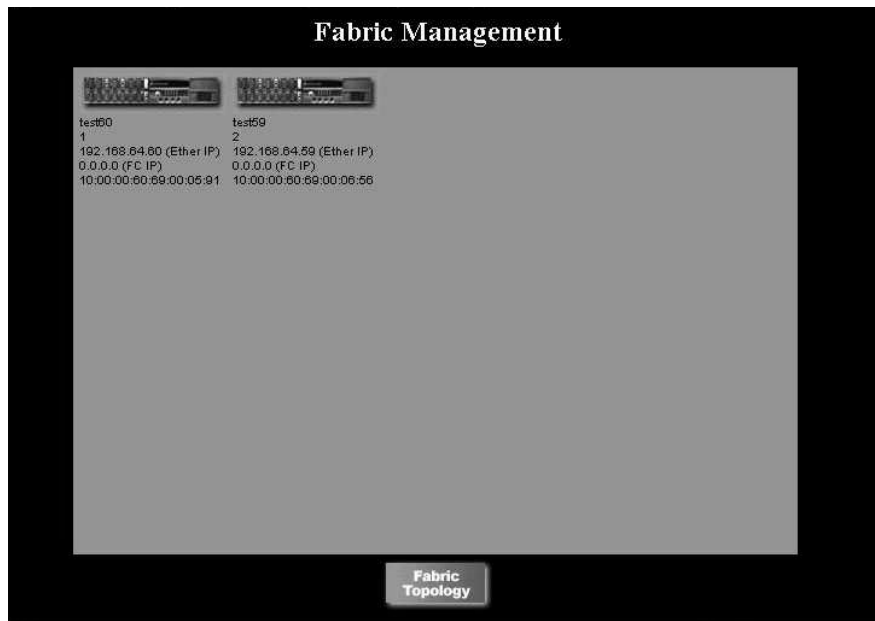 Fabric Management
test60
1
192.168.64.60 (Ether IP)
0.0.0.0 (FC IP)
10:00:00:60:69:00:05:91
test59
2
192.168.64.59 (Ether IP)
0.0.0.0 (FC IP)
10:00:00:60:69:00:06:56
Fabric
Topology